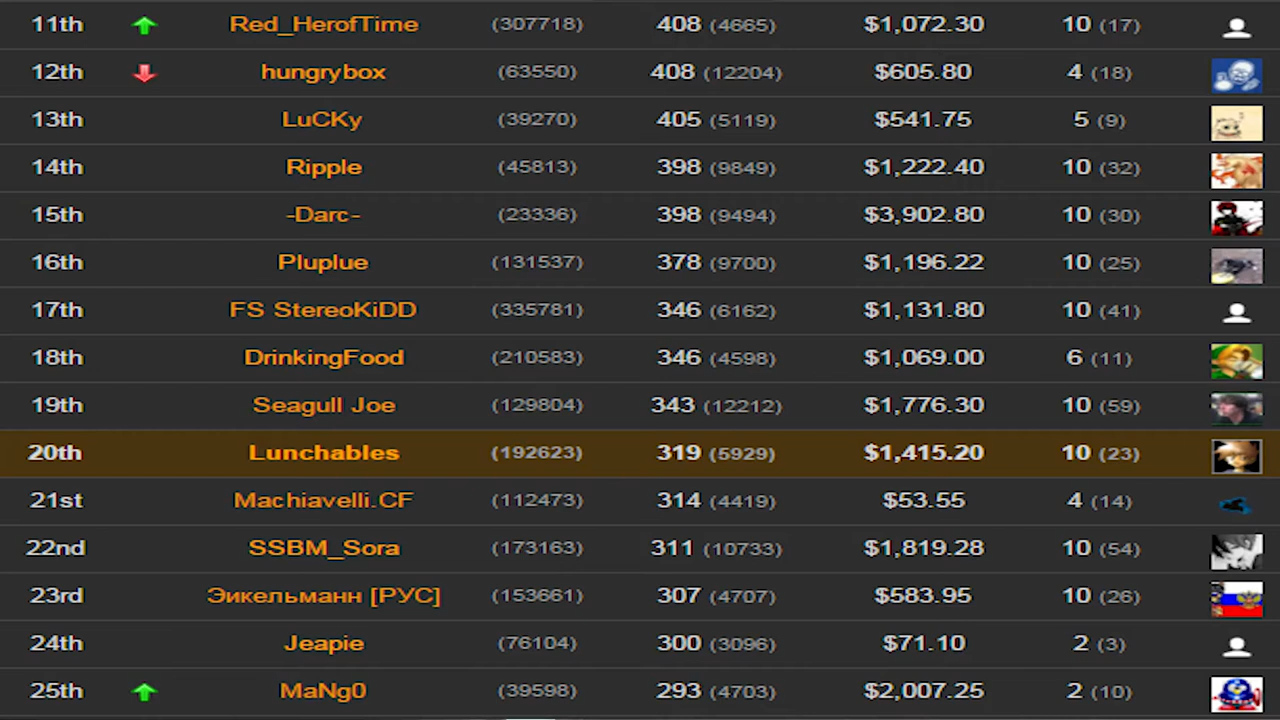 11th Red_HerofTime (307718) 408 (4665) $1,072.30 10 (17)
12th hungrybox (63550) 408 (12204) $605.80 4 (18)
13th LuCKy (39270) 405 (5119) $541.75 5 (9)
14th Ripple (45813) 398 (9849) $1,222.40 10 (32)
15th -Darc- (23336) 398 (9494) $3,902.80 10 (30)
16th Pluplue (131537) 378 (9700) $1,196.22 10 (25)
17th FS StereoKiDD (335781) 346 (6162) $1,131.80 10 (41)
18th DrinkingFood (210583) 346 (4598) $1,069.00 6 (11)
19th Seagull Joe (129804) 343 (12212) $1,776.30 10 (59)
20th Lunchables (192623) 319 (5929) $1,415.20 10 (23)
21st Machiavelli.CF (112473) 314 (4419) $53.55 4 (14)
22nd SSBM_Sora (173163) 311 (10733) $1,819.28 10 (54)
23rd Эикельманн [РУС] (153661) 307 (4707) $583.95 10 (26)
24th Jeapie (76104) 300 (3096) $71.10 2 (3)
25th MaNg0 (39598) 293 (4703) $2,007.25 2 (10)